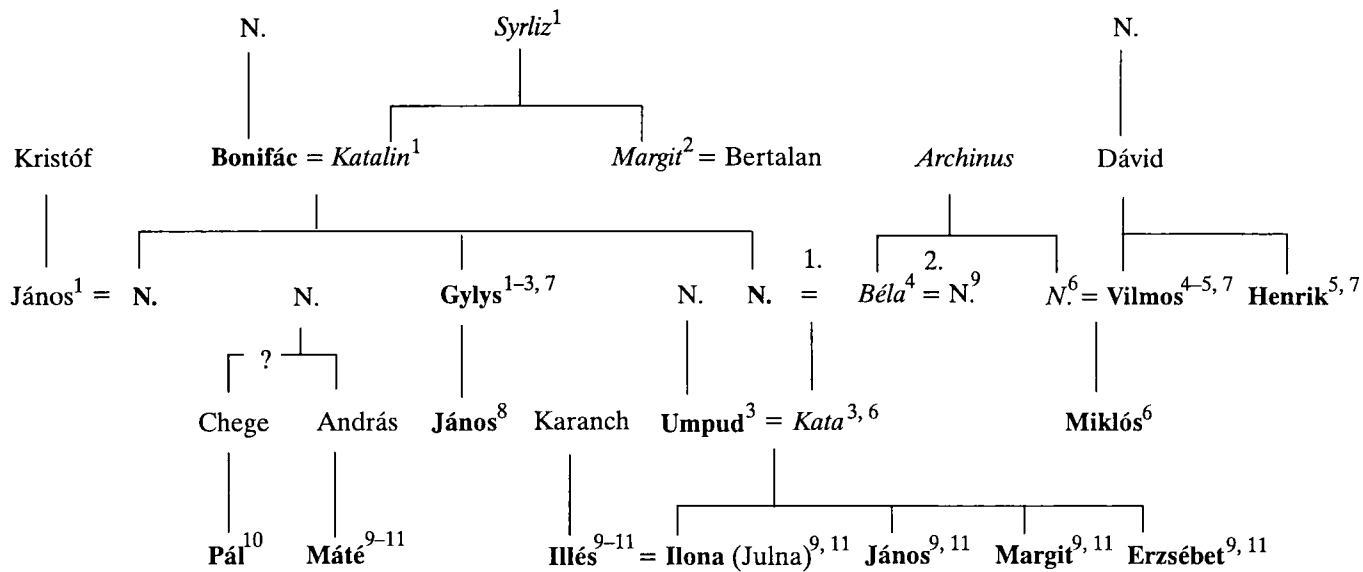 N. Syrliz¹ N.
Kristóf Bonifác = Katalin¹ Margit² = Bertalan Archinus Dávid
1. 2.
János¹ = N. N. Gylys¹⁻³, ⁷ N. N. = Béla⁴ = N.⁹ N.⁶ = Vilmos⁴⁻⁵, ⁷ Henrik⁵, ⁷
?
Chege András János⁸ Karanch Umpud³ = Kata³, ⁶ Miklós⁶
Pál¹⁰ Máté⁹⁻¹¹ Illés⁹⁻¹¹ = Ilona (Julna)⁹, ¹¹ János⁹, ¹¹ Margit⁹, ¹¹ Erzsébet⁹, ¹¹